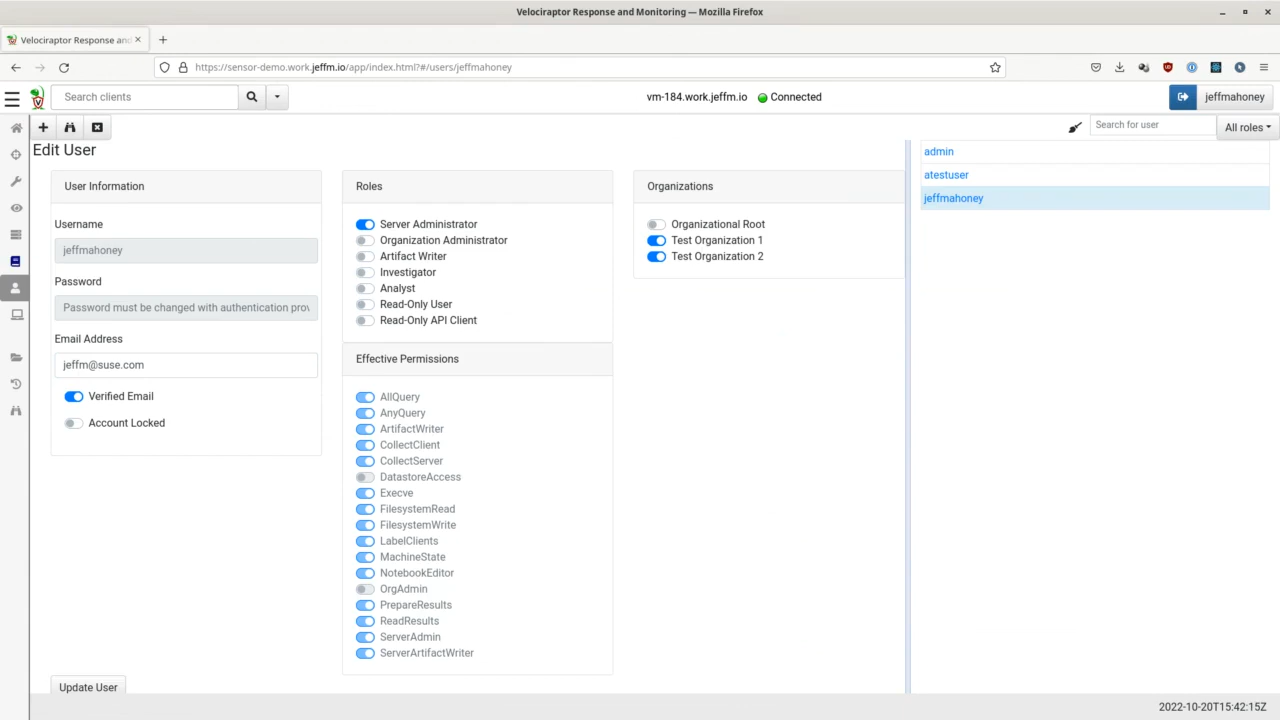 Velociraptor Response and Monitoring — Mozilla Firefox
Velociraptor Response and
https://sensor-demo.work.jeffm.io/app/index.html?#/users/jeffmahoney
Search clients
vm-184.work.jeffm.io Connected
jeffmahoney
Search for user
All roles
Edit User
User Information
Username
jeffmahoney
Password
Password must be changed with authentication prov
Email Address
jeffm@suse.com
Verified Email
Account Locked
Roles
Server Administrator
Organization Administrator
Artifact Writer
Investigator
Analyst
Read-Only User
Read-Only API Client
Effective Permissions
AllQuery
AnyQuery
ArtifactWriter
CollectClient
CollectServer
DatastoreAccess
Execve
FilesystemRead
FilesystemWrite
LabelClients
MachineState
NotebookEditor
OrgAdmin
PrepareResults
ReadResults
ServerAdmin
ServerArtifactWriter
Organizations
Organizational Root
Test Organization 1
Test Organization 2
admin
atestuser
jeffmahoney
Update User
2022-10-20T15:42:15Z